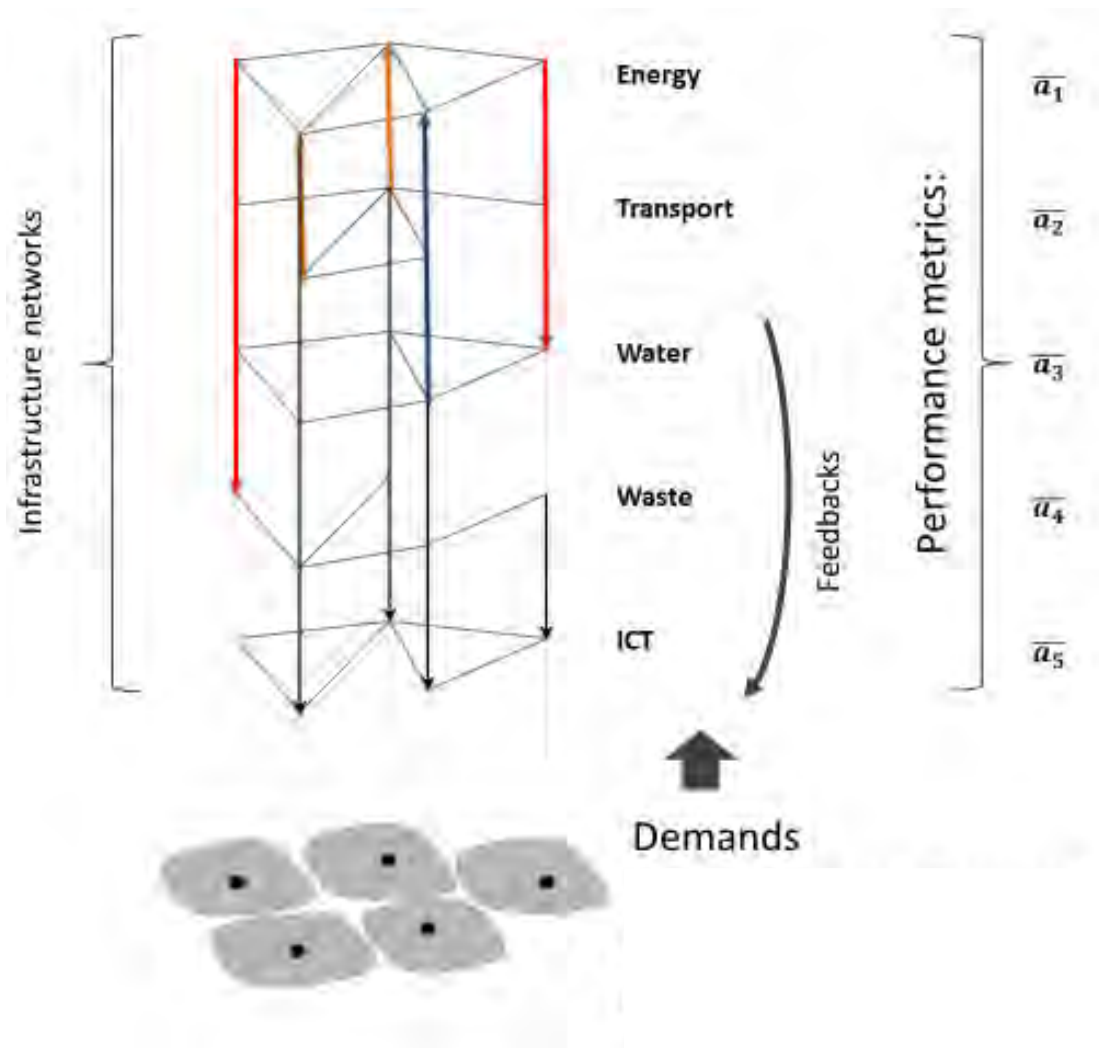 Infrastructure networks
Energy
Transport
Water
Waste
ICT
Feedbacks
Demands
Performance metrics:
a̅₁
a̅₂
a̅₃
a̅₄
a̅₅